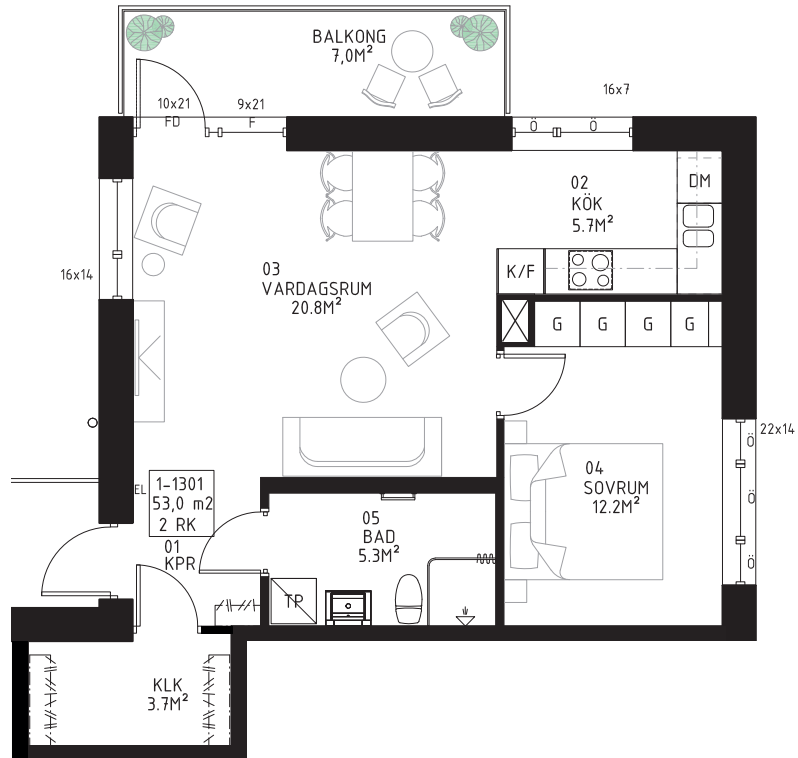 BALKONG
7,0M²
10x21
FD
9x21
F
16x7
Ö
Ö
02
KÖK
5.7M²
DM
03
VARDAGSRUM
20.8M²
16x14
K/F
G
G
G
G
22x14
Ö
Ö
Ö
04
SOVRUM
12.2M²
EL
1-1301
53,0 m2
2 RK
01
KPR
05
BAD
5.3M²
TP
KLK
3.7M²